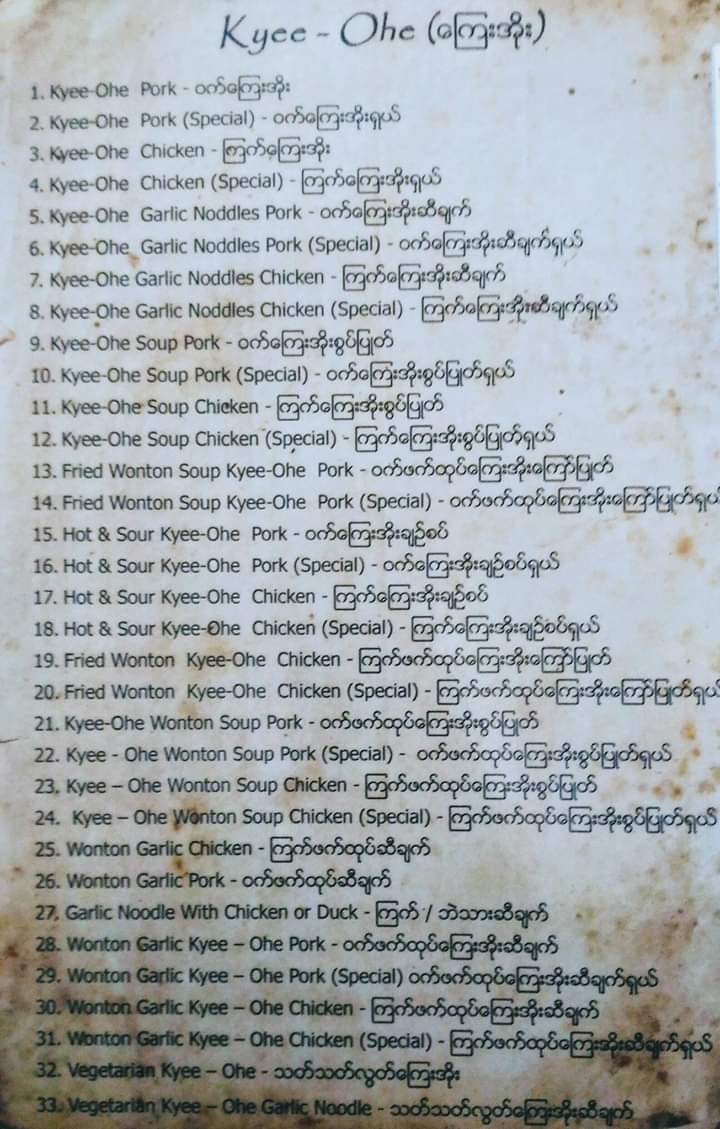 Kyee - Ohe (ကြေးအိုး)
1. Kyee-Ohe Pork - ဝက်ကြေးအိုး
2. Kyee-Ohe Pork (Special) - ဝက်ကြေးအိုးရှယ်
3. Kyee-Ohe Chicken - ကြက်ကြေးအိုး
4. Kyee-Ohe Chicken (Special) - ကြက်ကြေးအိုးရှယ်
5. Kyee-Ohe Garlic Noddles Pork - ဝက်ကြေးအိုးဆီချက်
6. Kyee-Ohe Garlic Noddles Pork (Special) - ဝက်ကြေးအိုးဆီချက်ရှယ်
7. Kyee-Ohe Garlic Noddles Chicken - ကြက်ကြေးအိုးဆီချက်
8. Kyee-Ohe Garlic Noddles Chicken (Special) - ကြက်ကြေးအိုးဆီချက်ရှယ်
9. Kyee-Ohe Soup Pork - ဝက်ကြေးအိုးစွပ်ပြုတ်
10. Kyee-Ohe Soup Pork (Special) - ဝက်ကြေးအိုးစွပ်ပြုတ်ရှယ်
11. Kyee-Ohe Soup Chicken - ကြက်ကြေးအိုးစွပ်ပြုတ်
12. Kyee-Ohe Soup Chicken (Special) - ကြက်ကြေးအိုးစွပ်ပြုတ်ရှယ်
13. Fried Wonton Soup Kyee-Ohe Pork - ဝက်ဖက်ထုပ်ကြေးအိုးကြော်ပြုတ်
14. Fried Wonton Soup Kyee-Ohe Pork (Special) - ဝက်ဖက်ထုပ်ကြေးအိုးကြော်ပြုတ်ရှယ်
15. Hot & Sour Kyee-Ohe Pork - ဝက်ကြေးအိုးချဉ်စပ်
16. Hot & Sour Kyee-Ohe Pork (Special) - ဝက်ကြေးအိုးချဉ်စပ်ရှယ်
17. Hot & Sour Kyee-Ohe Chicken - ကြက်ကြေးအိုးချဉ်စပ်
18. Hot & Sour Kyee-Ohe Chicken (Special) - ကြက်ကြေးအိုးချဉ်စပ်ရှယ်
19. Fried Wonton Kyee-Ohe Chicken - ကြက်ဖက်ထုပ်ကြေးအိုးကြော်ပြုတ်
20. Fried Wonton Kyee-Ohe Chicken (Special) - ကြက်ဖက်ထုပ်ကြေးအိုးကြော်ပြုတ်ရှယ်
21. Kyee-Ohe Wonton Soup Pork - ဝက်ဖက်ထုပ်ကြေးအိုးစွပ်ပြုတ်
22. Kyee - Ohe Wonton Soup Pork (Special) - ဝက်ဖက်ထုပ်ကြေးအိုးစွပ်ပြုတ်ရှယ်
23. Kyee – Ohe Wonton Soup Chicken - ကြက်ဖက်ထုပ်ကြေးအိုးစွပ်ပြုတ်
24. Kyee – Ohe Wonton Soup Chicken (Special) - ကြက်ဖက်ထုပ်ကြေးအိုးစွပ်ပြုတ်ရှယ်
25. Wonton Garlic Chicken - ကြက်ဖက်ထုပ်ဆီချက်
26. Wonton Garlic Pork - ဝက်ဖက်ထုပ်ဆီချက်
27. Garlic Noodle With Chicken or Duck - ကြက် / ဘဲသားဆီချက်
28. Wonton Garlic Kyee – Ohe Pork - ဝက်ဖက်ထုပ်ကြေးအိုးဆီချက်
29. Wonton Garlic Kyee – Ohe Pork (Special) ဝက်ဖက်ထုပ်ကြေးအိုးဆီချက်ရှယ်
30. Wonton Garlic Kyee – Ohe Chicken - ကြက်ဖက်ထုပ်ကြေးအိုးဆီချက်
31. Wonton Garlic Kyee – Ohe Chicken (Special) - ကြက်ဖက်ထုပ်ကြေးအိုးဆီချက်ရှယ်
32. Vegetarian Kyee – Ohe - သတ်သတ်လွတ်ကြေးအိုး
33. Vegetarian Kyee – Ohe Garlic Noodle - သတ်သတ်လွတ်ကြေးအိုးဆီချက်